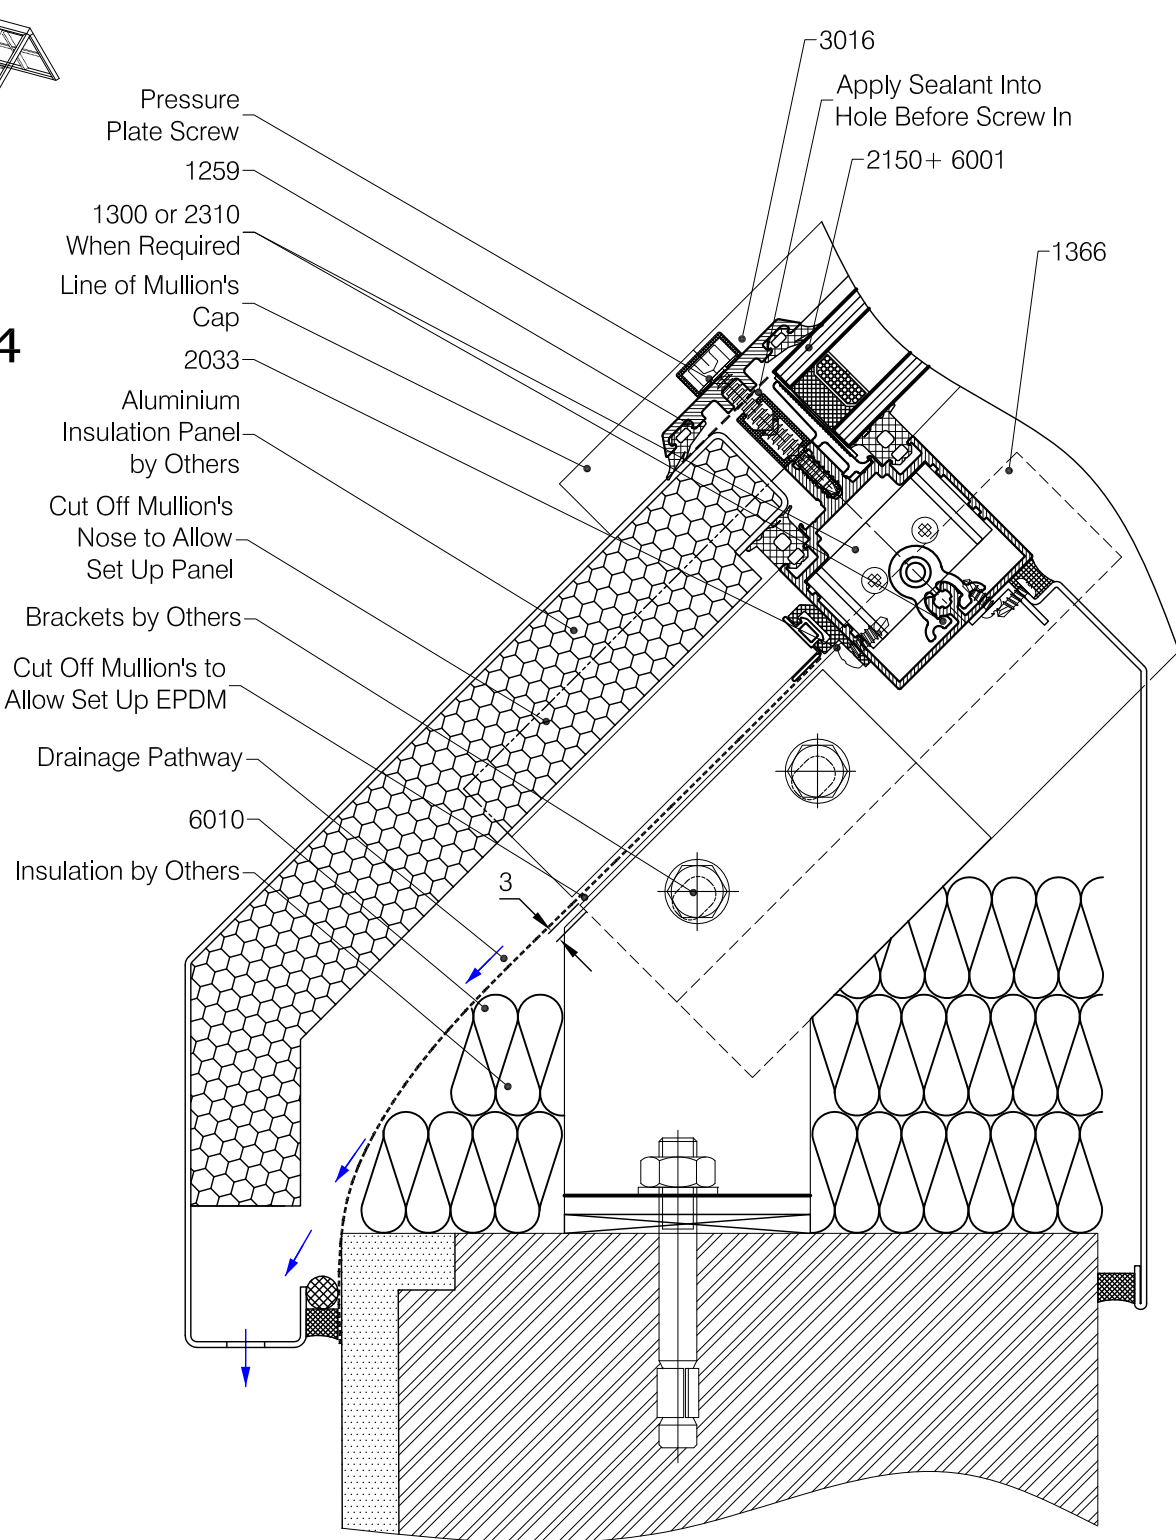 3016
Apply Sealant Into
Hole Before Screw In
2150+ 6001
1366
Pressure
Plate Screw
1259
1300 or 2310
When Required
Line of Mullion's
Cap
4
2033
Aluminium
Insulation Panel
by Others
Cut Off Mullion's
Nose to Allow
Set Up Panel
Brackets by Others
Cut Off Mullion's to
Allow Set Up EPDM
Drainage Pathway
6010
Insulation by Others
3